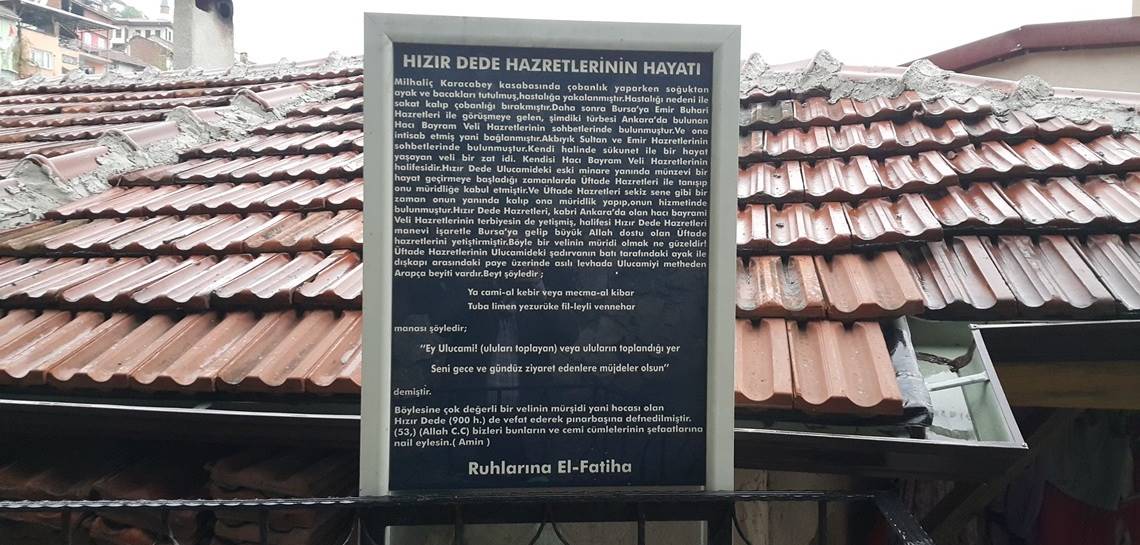 HIZIR DEDE HAZRETLERİNİN HAYATI
Milhaliç Karacabey kasabasında çobanlık yaparken soğuktan
ayak ve bacakları tutulmuş,hastalığa yakalanmıştır.Hastalığı nedeni ile
sakat kalıp çobanlığı bırakmıştır.Daha sonra Bursa'ya Emir Buhari
Hazretleri ile görüşmeye gelen, şimdiki türbesi Ankara'da bulunan
Hacı Bayram Veli Hazretlerinin sohbetlerinde bulunmuştur.Ve ona
intisab etmiş yani bağlanmıştır.Akbıyık Sultan ve Emir Hazretlerinin
sohbetlerinde bulunmuştur.Kendi halinde sükunet ile bir hayat
yaşayan veli bir zat idi. Kendisi Hacı Bayram Veli Hazretlerinin
halifesidir.Hızır Dede Ulucamideki eski minare yanında münzevi bir
hayat geçirmeye başladığı zamanlarda Üftade Hazretleri ile tanışıp
onu müridliğe kabul etmiştir.Ve Üftade Hazretleri sekiz sene gibi bir
zaman onun yanında kalıp ona müridlik yapıp,onun hizmetinde
bulunmuştur.Hızır Dede Hazretleri, kabri Ankara'da olan hacı bayrami
Veli Hazretlerinin terbiyesin de yetişmiş, halifesi Hızır Dede Hazretleri
manevi işaretle Bursa'ya gelip büyük Allah dostu olan Üftade
hazretlerini yetiştirmiştir.Böyle bir velinin müridi olmak ne güzeldir!
Üftade Hazretlerinin Ulucamideki şadırvanın batı tarafındaki ayak ile
dışkapı arasındaki paye üzerinde asılı levhada Ulucamiyi metheden
Arapça beyiti vardır.Beyt şöyledir ;
Ya cami-al kebir veya mecma-al kibar
Tuba limen yezurüke fil-leyli vennehar
manası şöyledir;
"Ey Ulucami! (uluları toplayan) veya uluların toplandığı yer
Seni gece ve gündüz ziyaret edenlere müjdeler olsun"
demiştir.
Böylesine çok değerli bir velinin mürşidi yani hocası olan
Hızır Dede (900 h.) de vefat ederek pınarbaşına defnedilmiştir.
(53,) (Allah C.C) bizleri bunların ve cemi cümlelerinin şefaatlarına
nail eylesin.( Amin )
Ruhlarına El-Fatiha